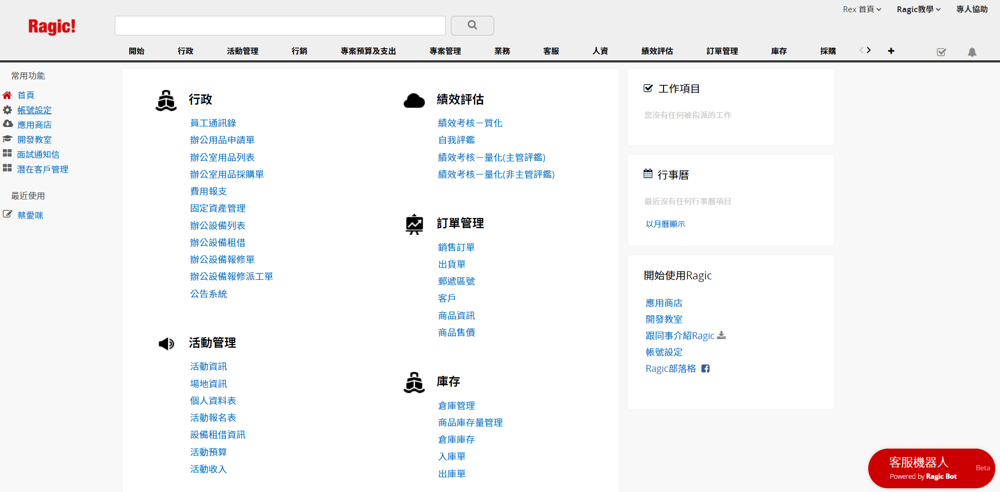 Rex 首頁
Ragic教學
專人協助
Ragic!
開始
行政
活動管理
行銷
專案預算及支出
專案管理
業務
客服
人資
績效評估
訂單管理
庫存
採購
常用功能
首頁
帳號設定
應用商店
開發教室
面試通知信
潛在客戶管理
最近使用
蔡愛咪
行政
員工通訊錄
辦公用品申請單
辦公室用品列表
辦公室用品採購單
費用報支
固定資產管理
辦公設備列表
辦公設備租借
辦公設備報修單
辦公設備報修派工單
公告系統
活動管理
活動資訊
場地資訊
個人資料表
活動報名表
設備租借資訊
活動預算
活動收入
績效評估
績效考核－質化
自我評鑑
績效考核－量化(主管評鑑)
績效考核－量化(非主管評鑑)
訂單管理
銷售訂單
出貨單
郵遞區號
客戶
商品資訊
商品售價
庫存
倉庫管理
商品庫存量管理
倉庫庫存
入庫單
出庫單
工作項目
您沒有任何被指派的工作
行事曆
最近沒有任何行事曆項目
以月曆顯示
開始使用Ragic
應用商店
開發教室
跟同事介紹Ragic
帳號設定
Ragic部落格
客服機器人
Beta
Powered by Ragic Bot